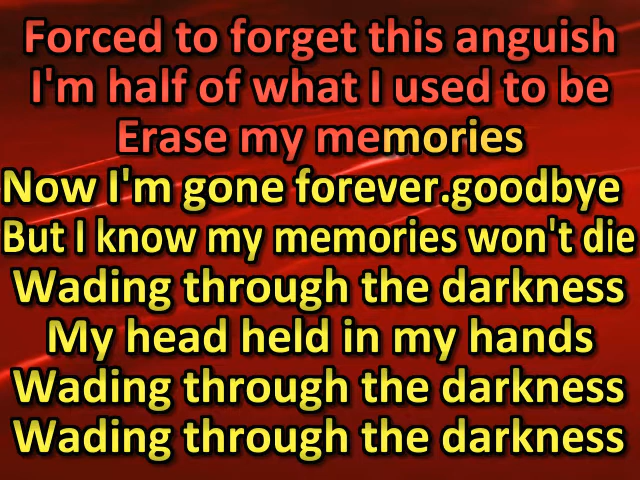 Forced to forget this anguish
I'm half of what I used to be
Erase my memories
Now I'm gone forever.goodbye
But I know my memories won't die
Wading through the darkness
My head held in my hands
Wading through the darkness
Wading through the darkness